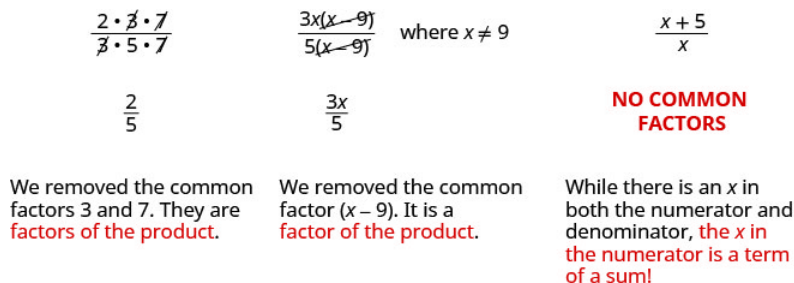 2 • 3 • 7
3 • 5 • 7
2
5
We removed the common
factors 3 and 7. They are
factors of the product.
3x(x – 9)
5(x – 9)
where x ≠ 9
3x
5
We removed the common
factor (x – 9). It is a
factor of the product.
x + 5
x
NO COMMON
FACTORS
While there is an x in
both the numerator and
denominator, the x in
the numerator is a term
of a sum!